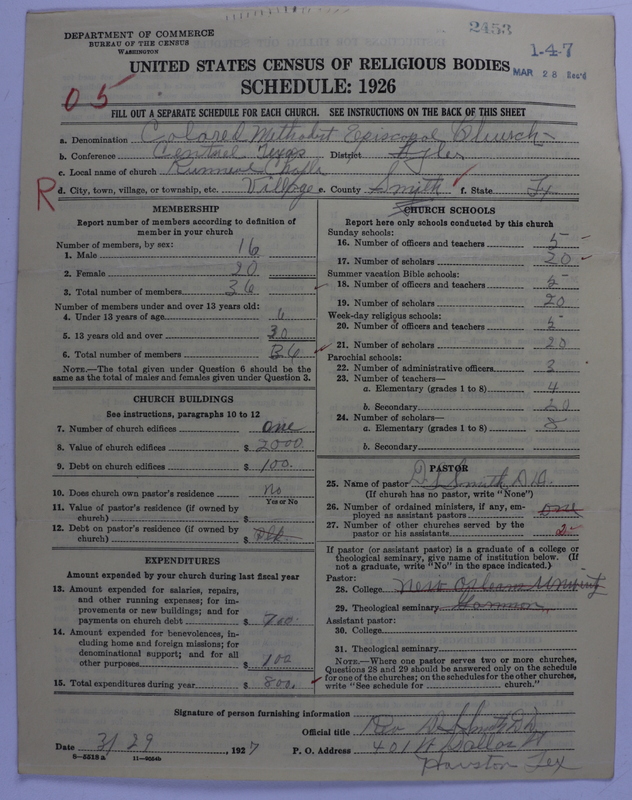 DEPARTMENT OF COMMERCE
BUREAU OF THE CENSUS
WASHINGTON
2453
1-4-7
MAR 28 Rec'd
UNITED STATES CENSUS OF RELIGIOUS BODIES
SCHEDULE: 1926
05
FILL OUT A SEPARATE SCHEDULE FOR EACH CHURCH. SEE INSTRUCTIONS ON THE BACK OF THIS SHEET
a. Denomination Colored Methodist Episcopal Church
b. Conference Central Texas District Tyler
c. Local name of church
R
d. City, town, village, or township, etc. Village e. County Smith f. State Tex
MEMBERSHIP
Report number of members according to definition of
member in your church
Number of members, by sex:
1. Male 16
2. Female 20
3. Total number of members 36
Number of members under and over 13 years old:
4. Under 13 years of age 6
5. 13 years old and over 30
6. Total number of members 36
NOTE.—The total given under Question 6 should be
same as the total of males and females given under Question 3.
CHURCH BUILDINGS
See instructions, paragraphs 10 to 12
7. Number of church edifices one
8. Value of church edifices $ 2000
9. Debt on church edifices $ 100.
10. Does church own pastor's residence No
Yes or No
11. Value of pastor's residence (if owned by
church) $
12. Debt on pastor's residence (if owned by
church) $
EXPENDITURES
Amount expended by your church during last fiscal year
13. Amount expended for salaries, repairs,
and other running expenses; for im-
provements or new buildings; and for
payments on church debt $ 700.
14. Amount expended for benevolences, in-
cluding home and foreign missions; for
denominational support; and for all
other purposes $ 100
15. Total expenditures during year $ 800.
CHURCH SCHOOLS
Report here only schools conducted by this church
Sunday schools:
16. Number of officers and teachers 5
17. Number of scholars 20
Summer vacation Bible schools:
18. Number of officers and teachers 5
19. Number of scholars 20
Week-day religious schools:
20. Number of officers and teachers 5
21. Number of scholars 20
Parochial schools:
22. Number of administrative officers 3
23. Number of teachers—
a. Elementary (grades 1 to 8) 4
b. Secondary 20
24. Number of scholars—
a. Elementary (grades 1 to 8) 8
b. Secondary
PASTOR
25. Name of pastor Smith D.D.
(If church has no pastor, write "None")
26. Number of ordained ministers, if any, em-
ployed as assistant pastors one
27. Number of other churches served by the
pastor or his assistants 2
If pastor (or assistant pastor) is a graduate of a college or
theological seminary, give name of institution below. (If
not a graduate, write "No" in the space indicated.)
Pastor:
28. College New Orleans University
29. Theological seminary Gammon
Assistant pastor:
30. College
31. Theological seminary
NOTE.—Where one pastor serves two or more churches,
Questions 28 and 29 should be answered only on the schedule
for one of the churches; on the schedules for the other churches,
write "See schedule for church."
Signature of person furnishing information
Official title Rev Smith D.D.
Date 3/29, 1927 P. O. Address 401 W Dallas
Houston Tex
6—5518 a 11—9054b